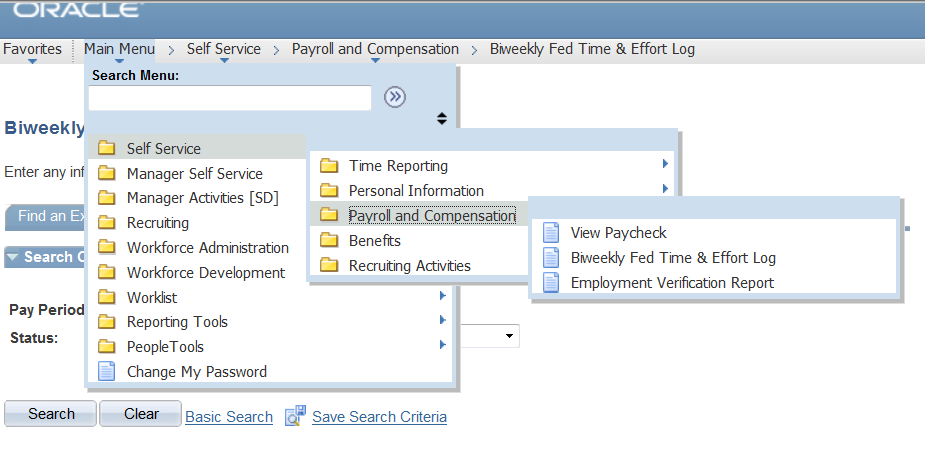 ORACLE
Favorites Main Menu > Self Service > Payroll and Compensation > Biweekly Fed Time & Effort Log
Search Menu:
Biweekly
Enter any inf
Find an Ex
Search C
Pay Period
Status:
Self Service
Manager Self Service
Manager Activities [SD]
Recruiting
Workforce Administration
Workforce Development
Worklist
Reporting Tools
PeopleTools
Change My Password
Time Reporting
Personal Information
Payroll and Compensation
Benefits
Recruiting Activities
View Paycheck
Biweekly Fed Time & Effort Log
Employment Verification Report
Search Clear Basic Search Save Search Criteria